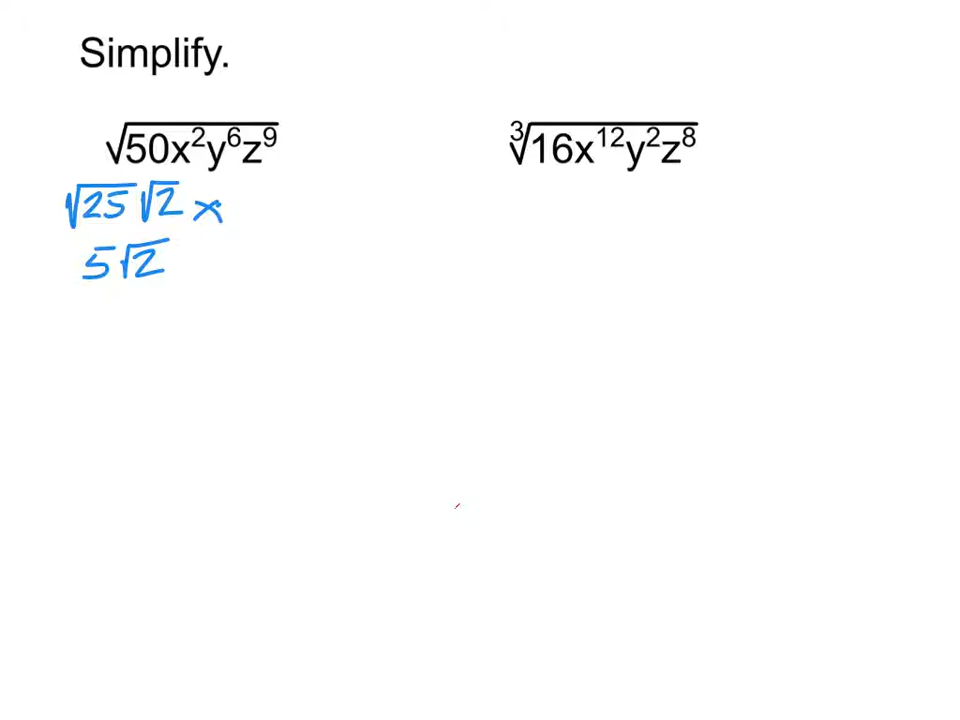 Simplify.
√50x²y⁶z⁹
∛16x¹²y²z⁸
√25 √2 x
5√2